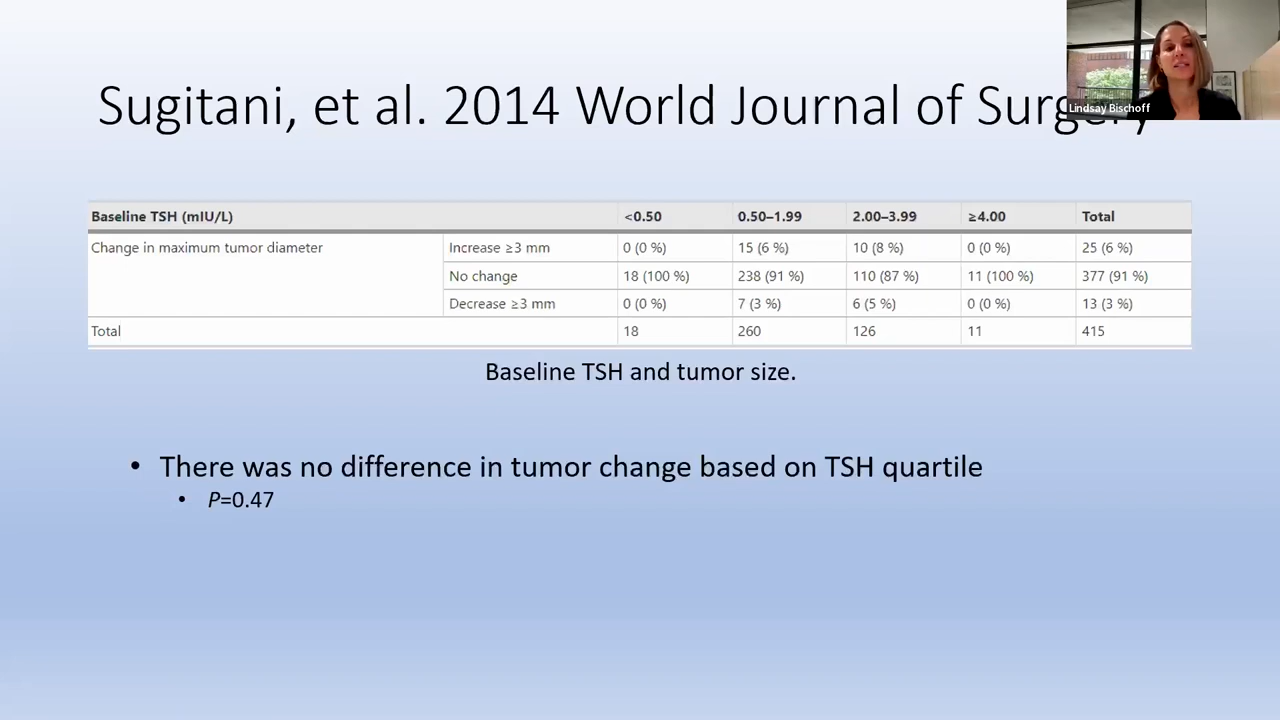 Lindsay Bischoff
Sugitani, et al. 2014 World Journal of Surgery
Baseline TSH (mIU/L) <0.50 0.50–1.99 2.00–3.99 ≥4.00 Total
Change in maximum tumor diameter Increase ≥3 mm 0 (0 %) 15 (6 %) 10 (8 %) 0 (0 %) 25 (6 %)
No change 18 (100 %) 238 (91 %) 110 (87 %) 11 (100 %) 377 (91 %)
Decrease ≥3 mm 0 (0 %) 7 (3 %) 6 (5 %) 0 (0 %) 13 (3 %)
Total 18 260 126 11 415
Baseline TSH and tumor size.
• There was no difference in tumor change based on TSH quartile
• P=0.47